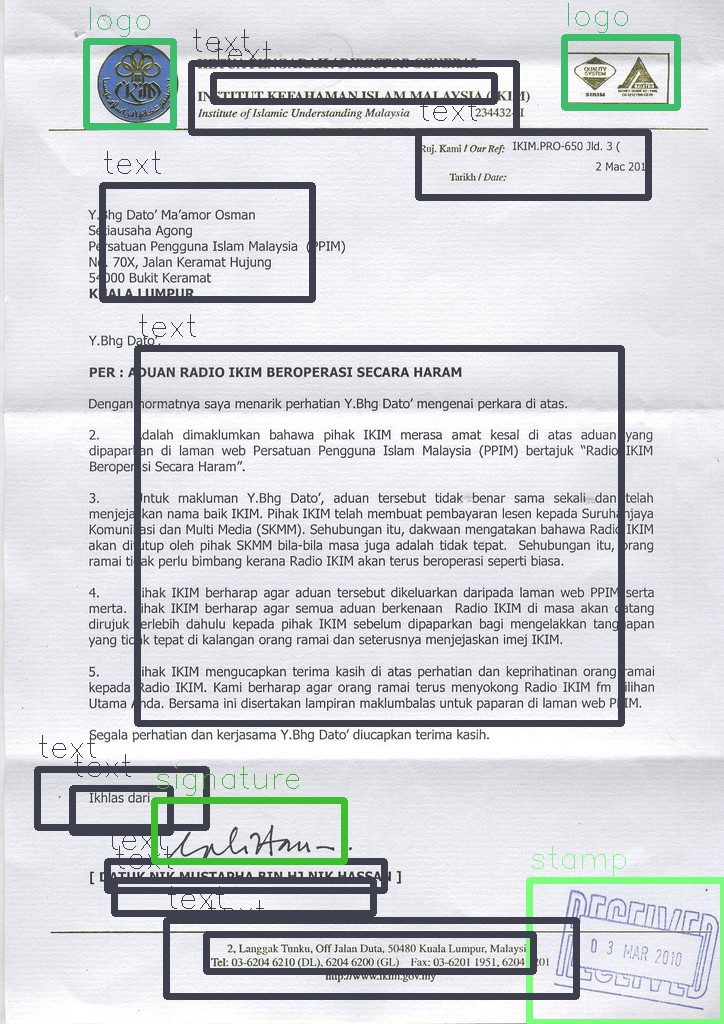 logo
logo
text
text
KETUA PENGARAH / DIRECTOR GENERAL
INSTITUT KEFAHAMAN ISLAM MALAYSIA (IKIM)
Institute of Islamic Understanding Malaysia
text
Ruj. Kami / Our Ref: IKIM.PRO-650 Jld. 3 (
2 Mac 201
Tarikh / Date:
QUALITY SYSTEM
SIRIM
text
Y.Bhg Dato' Ma'amor Osman
Setiausaha Agong
Persatuan Pengguna Islam Malaysia (PPIM)
No. 70X, Jalan Keramat Hujung
54000 Bukit Keramat
KUALA LUMPUR
text
Y.Bhg Dato',
PER : ADUAN RADIO IKIM BEROPERASI SECARA HARAM
Dengan hormatnya saya menarik perhatian Y.Bhg Dato' mengenai perkara di atas.
2. Adalah dimaklumkan bahawa pihak IKIM merasa amat kesal di atas aduan yang
dipaparkan di laman web Persatuan Pengguna Islam Malaysia (PPIM) bertajuk "Radio IKIM
Beroperasi Secara Haram".
3. Untuk makluman Y.Bhg Dato', aduan tersebut tidak benar sama sekali dan telah
menjejaskan nama baik IKIM. Pihak IKIM telah membuat pembayaran lesen kepada Suruhanjaya
Komunikasi dan Multi Media (SKMM). Sehubungan itu, dakwaan mengatakan bahawa Radio IKIM
akan ditutup oleh pihak SKMM bila-bila masa juga adalah tidak tepat. Sehubungan itu, orang
ramai tidak perlu bimbang kerana Radio IKIM akan terus beroperasi seperti biasa.
4. Pihak IKIM berharap agar aduan tersebut dikeluarkan daripada laman web PPIM serta
merta. Pihak IKIM berharap agar semua aduan berkenaan Radio IKIM di masa akan datang
dirujuk terlebih dahulu kepada pihak IKIM sebelum dipaparkan bagi mengelakkan tanggapan
yang tidak tepat di kalangan orang ramai dan seterusnya menjejaskan imej IKIM.
5. Pihak IKIM mengucapkan terima kasih di atas perhatian dan keprihatinan orang ramai
kepada Radio IKIM. Kami berharap agar orang ramai terus menyokong Radio IKIM fm Pilihan
Utama Anda. Bersama ini disertakan lampiran maklumbalas untuk paparan di laman web PPIM.
Segala perhatian dan kerjasama Y.Bhg Dato' diucapkan terima kasih.
text
text
signature
Ikhlas dari,
text
text
[ DATUK NIK MUSTAPHA BIN HJ NIK HASSAN ]
stamp
text
text
2, Langgak Tunku, Off Jalan Duta, 50480 Kuala Lumpur, Malaysi
Tel: 03-6204 6210 (DL), 6204 6200 (GL) Fax: 03-6201 1951, 6204 201
http://www.ikim.gov.my
RECEIVED
03 MAR 2010
RECEIVED